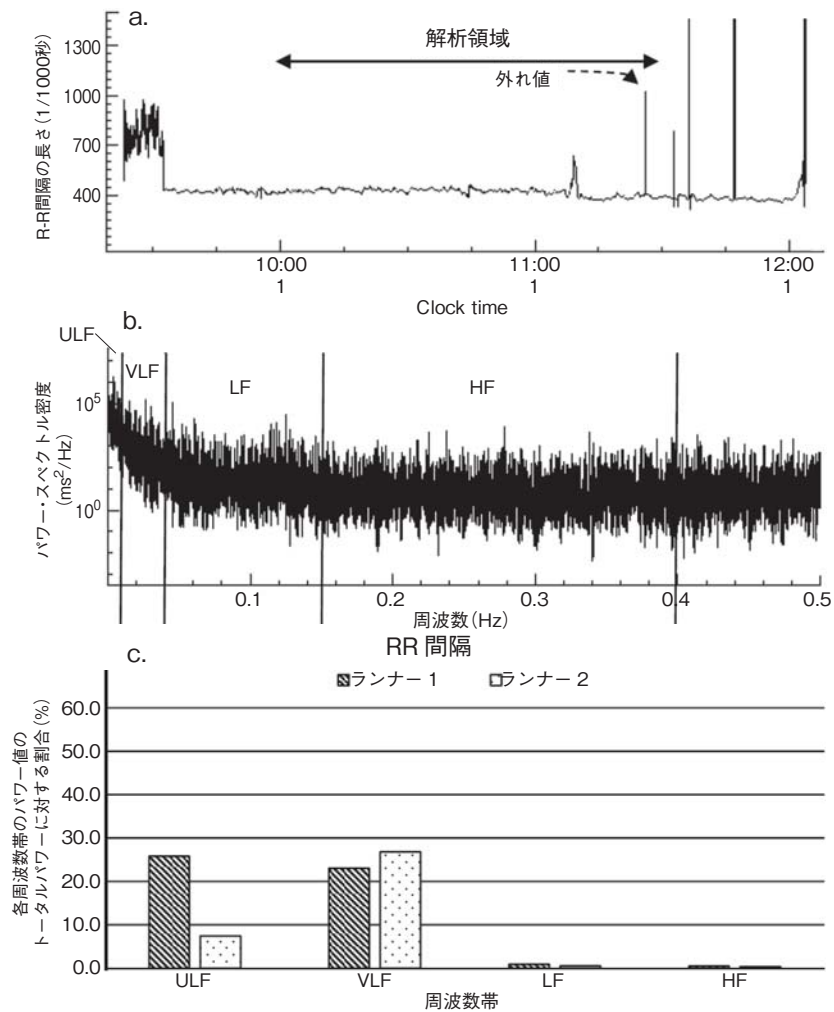 a.
解析領域
外れ値
R-R間隔の長さ(1/1000秒)
1300
1000
700
400
10:00
11:00
12:00
1
1
1
Clock time
b.
ULF
VLF
LF
HF
パワー・スペクトル密度
(ms²/Hz)
10⁵
10⁰
0.1
0.2
0.3
0.4
0.5
周波数(Hz)
RR 間隔
c.
ランナー 1
ランナー 2
各周波数帯のパワー値の
トータルパワーに対する割合(%)
60.0
50.0
40.0
30.0
20.0
10.0
0.0
ULF
VLF
LF
HF
周波数帯